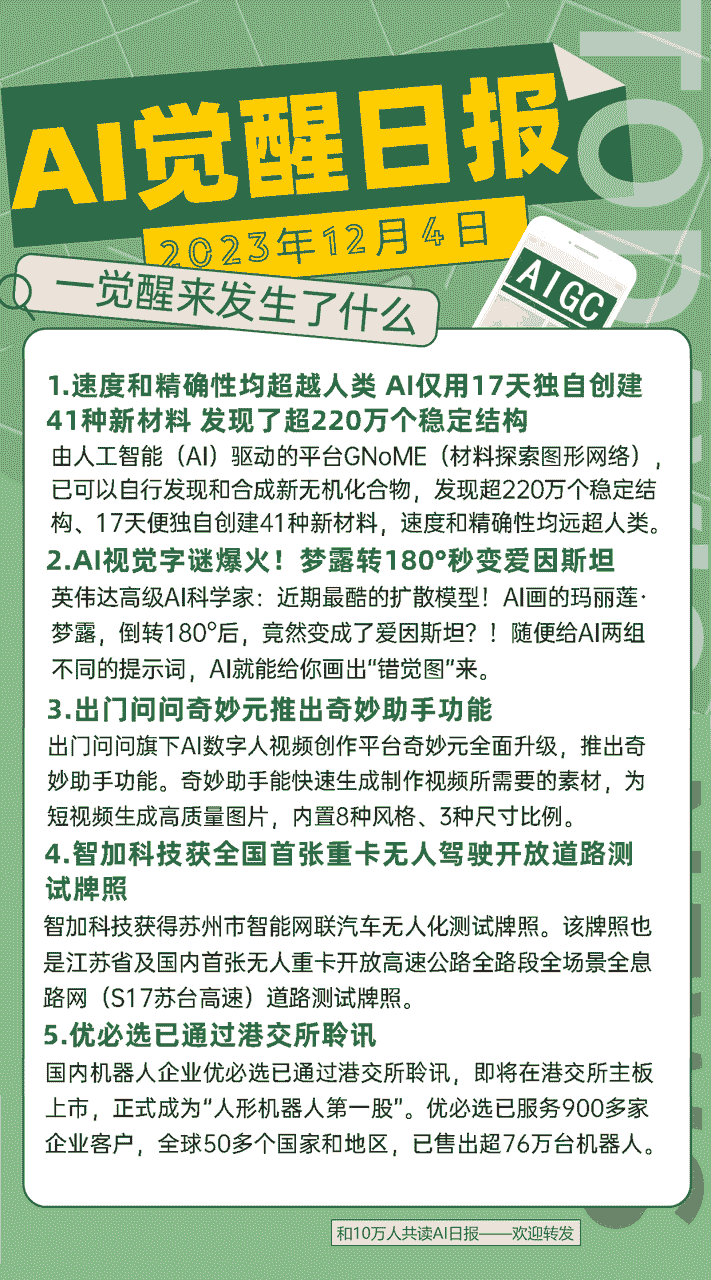 AI觉醒日报
2023年12月4日
一觉醒来发生了什么
AIGC
1.速度和精确性均超越人类 AI仅用17天独自创建
41种新材料 发现了超220万个稳定结构
由人工智能（AI）驱动的平台GNoME（材料探索图形网络），
已可以自行发现和合成新无机化合物，发现超220万个稳定结
构、17天便独自创建41种新材料，速度和精确性均远超人类。
2.AI视觉字谜爆火！梦露转180°秒变爱因斯坦
英伟达高级AI科学家：近期最酷的扩散模型！AI画的玛丽莲·
梦露，倒转180°后，竟然变成了爱因斯坦？！随便给AI两组
不同的提示词，AI就能给你画出“错觉图”来。
3.出门问问奇妙元推出奇妙助手功能
出门问问旗下AI数字人视频创作平台奇妙元全面升级，推出奇
妙助手功能。奇妙助手能快速生成制作视频所需要的素材，为
短视频生成高质量图片，内置8种风格、3种尺寸比例。
4.智加科技获全国首张重卡无人驾驶开放道路测
试牌照
智加科技获得苏州市智能网联汽车无人化测试牌照。该牌照也
是江苏省及国内首张无人重卡开放高速公路全路段全场景全息
路网（S17苏台高速）道路测试牌照。
5.优必选已通过港交所聆讯
国内机器人企业优必选已通过港交所聆讯，即将在港交所主板
上市，正式成为“人形机器人第一股”。优必选已服务900多家
企业客户，全球50多个国家和地区，已售出超76万台机器人。
和10万人共读AI日报——欢迎转发